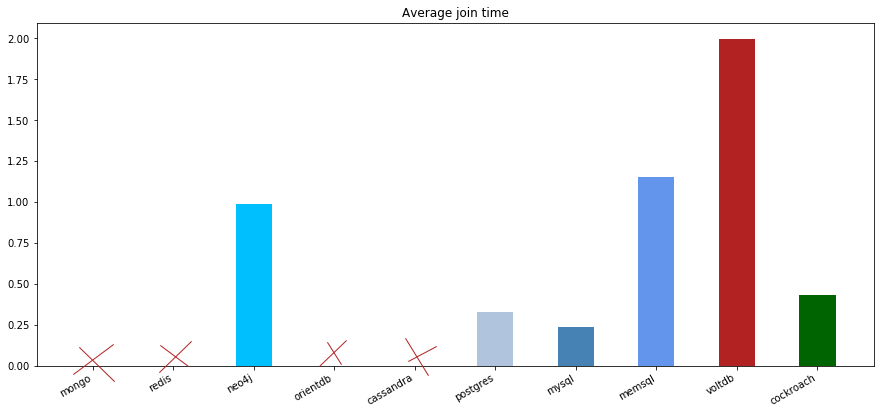 Average join time
2.00
1.75
1.50
1.25
1.00
0.75
0.50
0.25
0.00
mongo
redis
neo4j
orientdb
cassandra
postgres
mysql
memsql
voltdb
cockroach